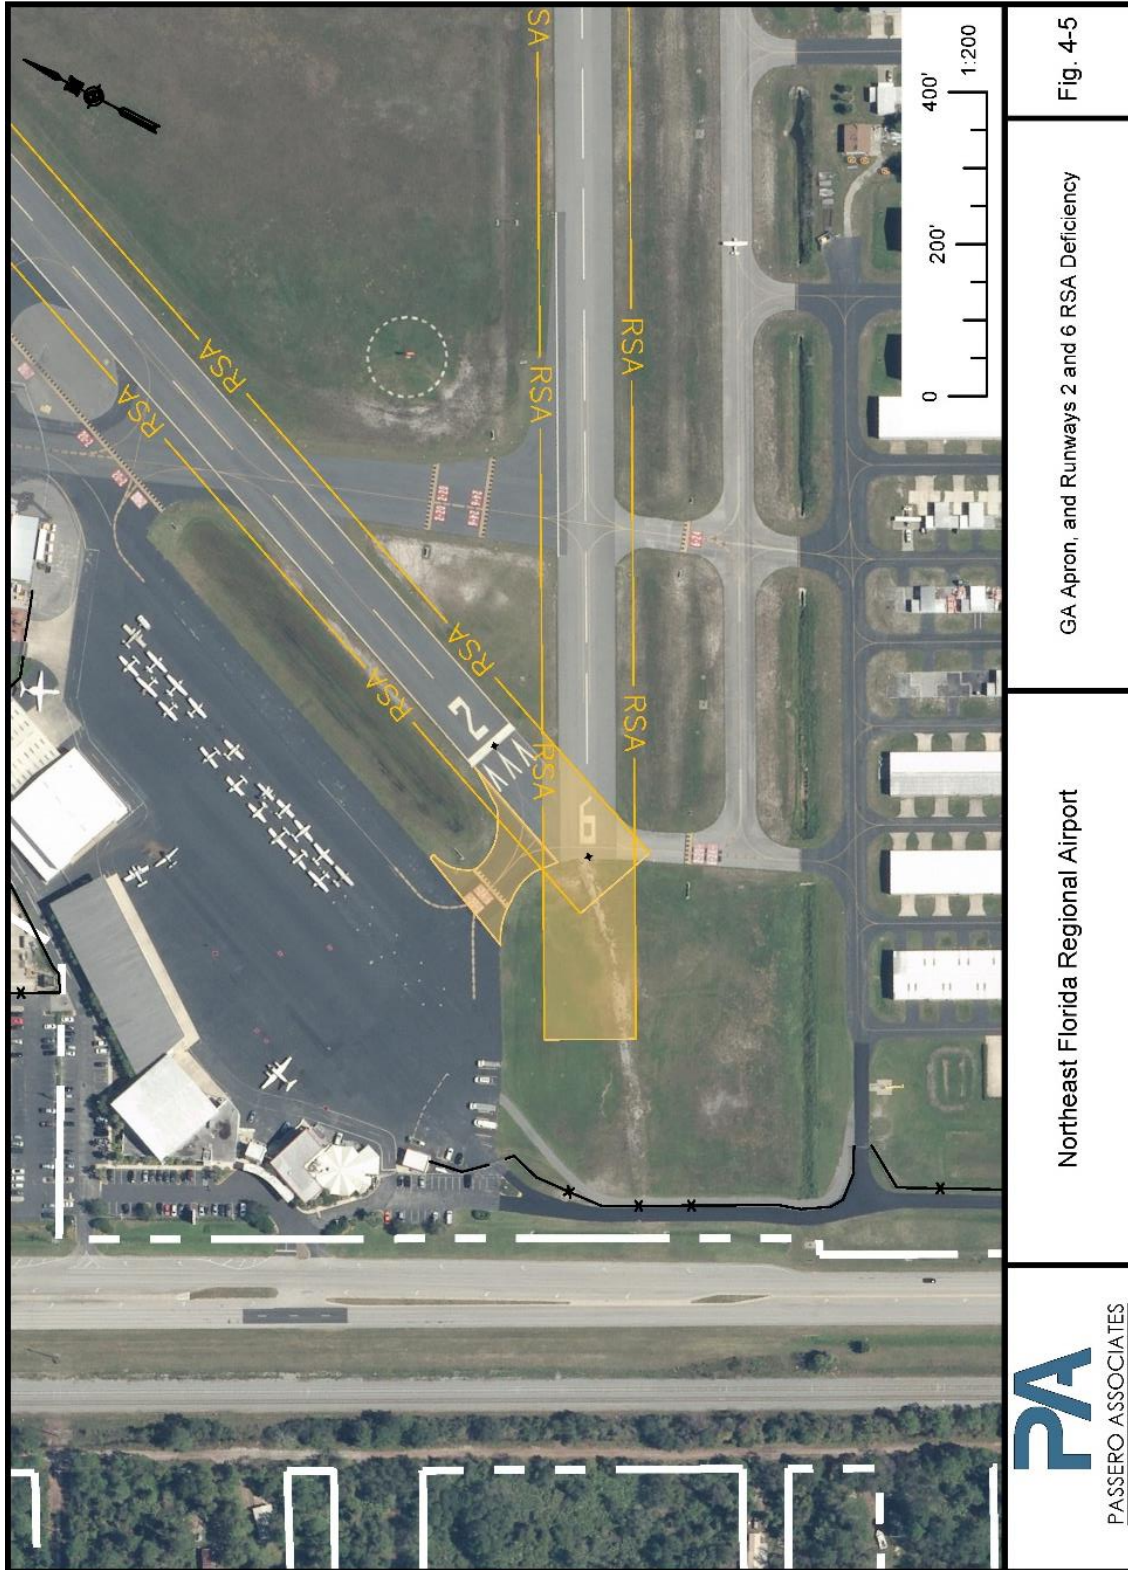 SA
RSA
RSA
RSA
RSA
RSA
RSA
RSA
RSA
RSA
2
6
N
0
200'
400'
1:200
PA
PASSERO ASSOCIATES
Northeast Florida Regional Airport
GA Apron, and Runways 2 and 6 RSA Deficiency
Fig. 4-5